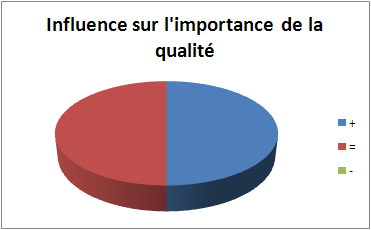 Influence sur l'importance de la
qualité
+
=
-